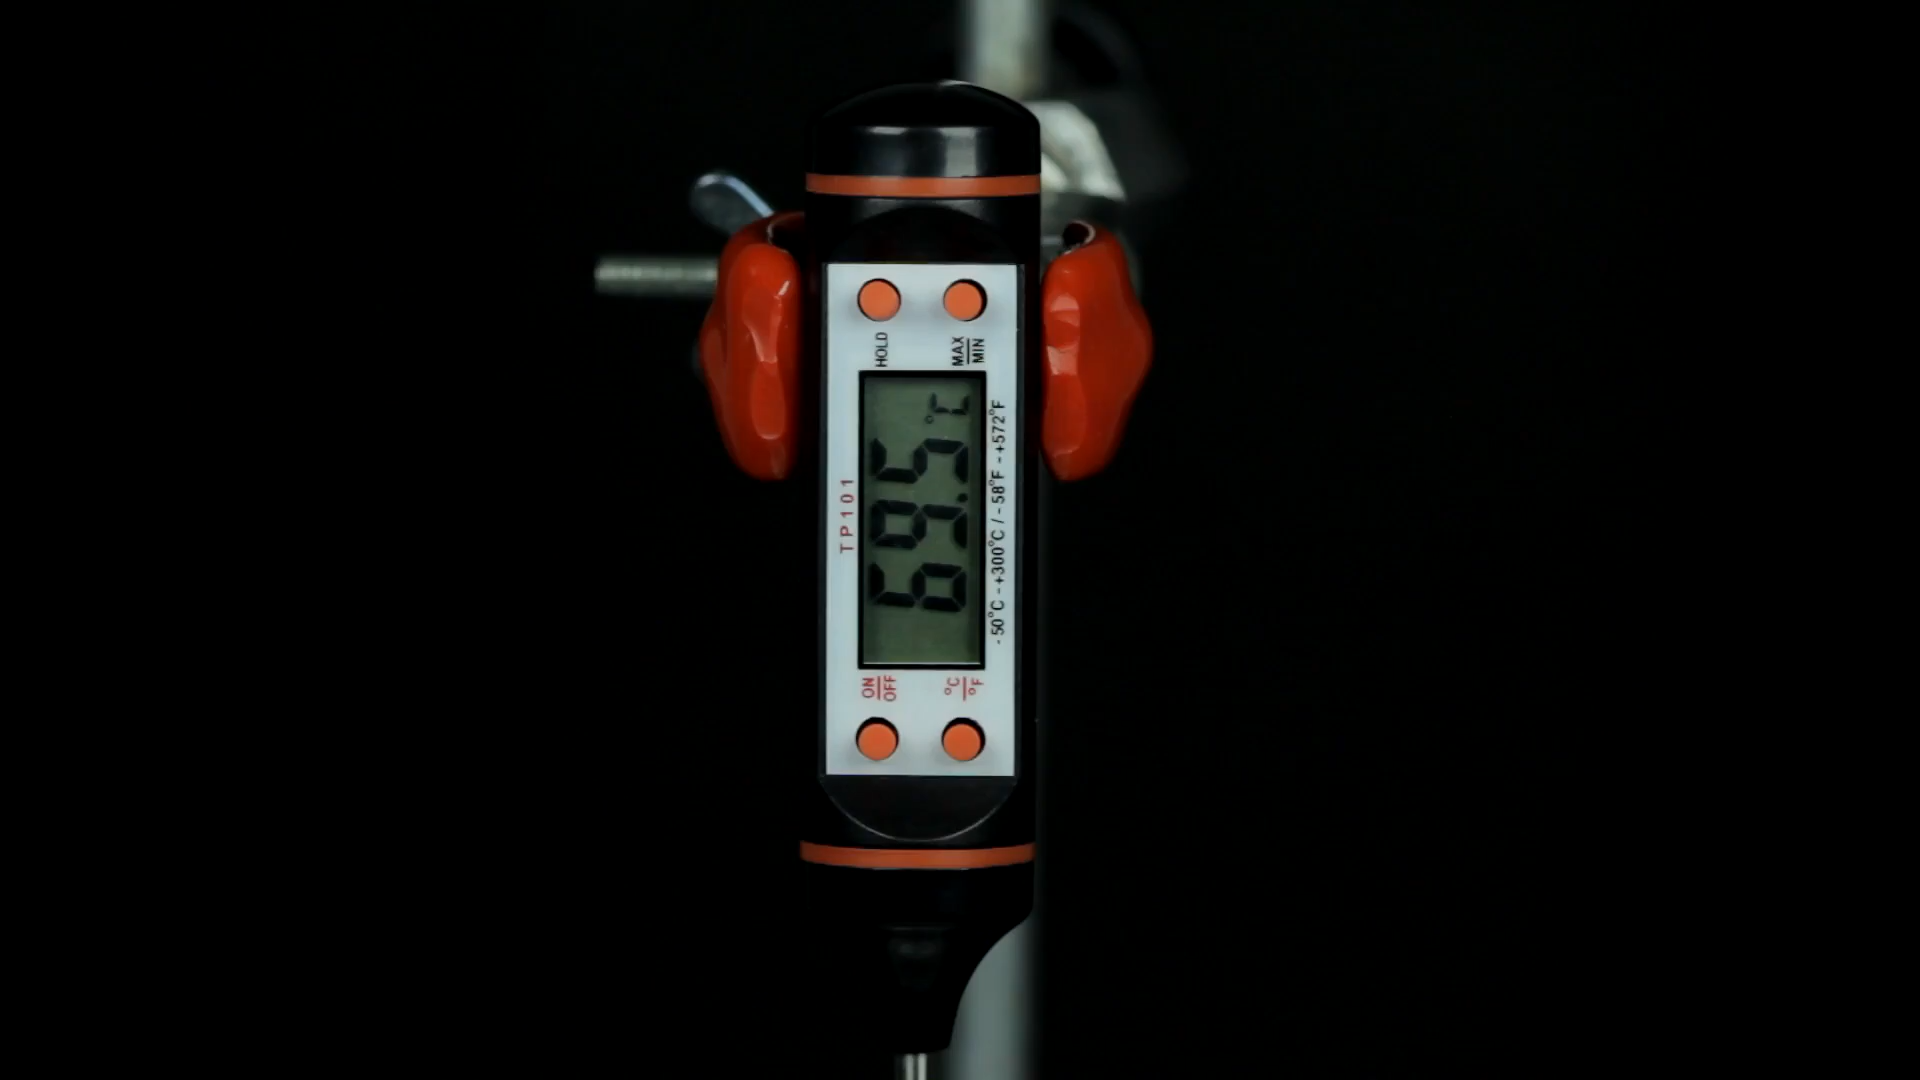 TP101
ON
OFF
HOLD
69.5 °C
°C
°F
MAX
MIN
-50°C -+300°C / -58°F -+572°F